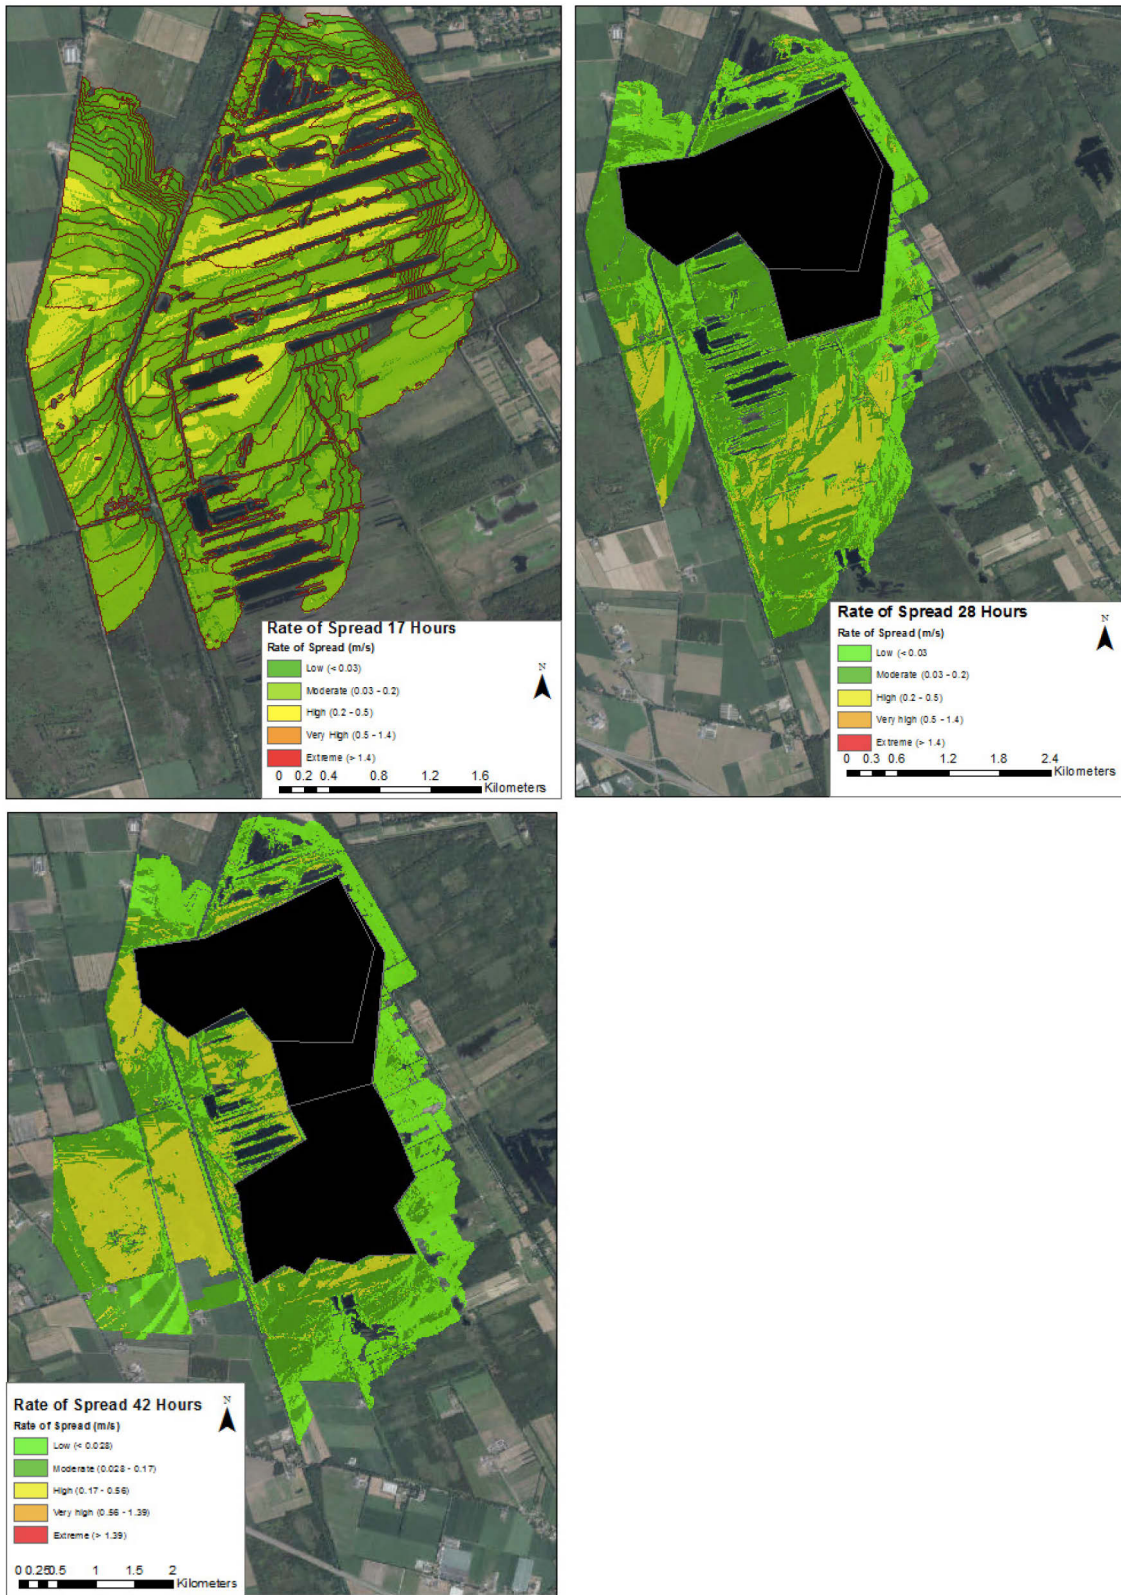 Rate of Spread 17 Hours
Rate of Spread (m/s)
N
Low (< 0.03)
Moderate (0.03 - 0.2)
High (0.2 - 0.5)
Very High (0.5 - 1.4)
Extreme (> 1.4)
0 0.2 0.4 0.8 1.2 1.6
Kilometers
Rate of Spread 28 Hours
Rate of Spread (m/s)
N
Low (< 0.03
Moderate (0.03 - 0.2)
High (0.2 - 0.5)
Very high (0.5 - 1.4)
Extreme (> 1.4)
0 0.3 0.6 1.2 1.8 2.4
Kilometers
Rate of Spread 42 Hours
Rate of Spread (m/s)
N
Low (< 0.028)
Moderate (0.028 - 0.17)
High (0.17 - 0.56)
Very high (0.56 - 1.39)
Extreme (> 1.39)
0 0.25 0.5 1 2
Kilometers